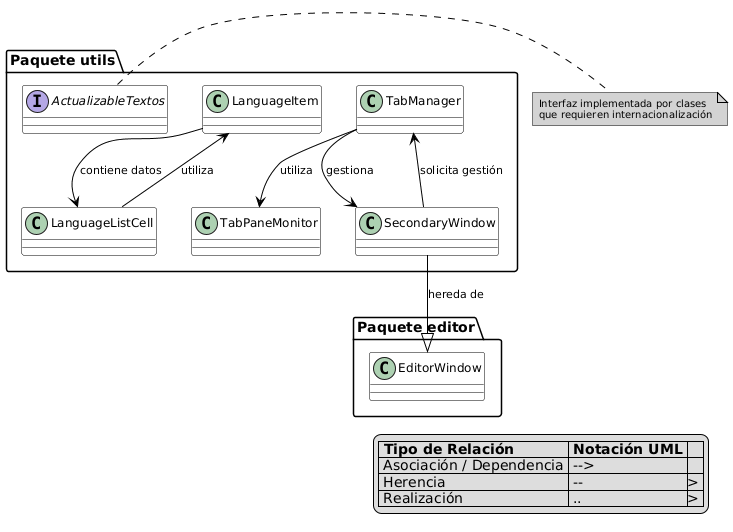 Paquete utils
I ActualizableTextos
C LanguageItem
C TabManager
Interfaz implementada por clases
que requieren internacionalización
contiene datos
utiliza
utiliza
gestiona
solicita gestión
C LanguageListCell
C TabPaneMonitor
C SecondaryWindow
hereda de
Paquete editor
C EditorWindow
Tipo de Relación Notación UML
Asociación / Dependencia -->
Herencia -- >
Realización .. >